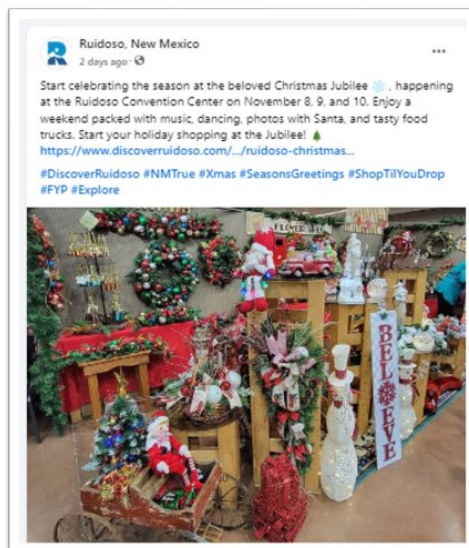 Ruidoso, New Mexico
2 days ago ·
Start celebrating the season at the beloved Christmas Jubilee ❄️ , happening
at the Ruidoso Convention Center on November 8, 9, and 10. Enjoy a
weekend packed with music, dancing, photos with Santa, and tasty food
trucks. Start your holiday shopping at the Jubilee! 🌲
https://www.discoverruidoso.com/.../ruidoso-christmas...
#DiscoverRuidoso #NMTrue #Xmas #SeasonsGreetings #ShopTilYouDrop
#FYP #Explore
FLOWER
BELIEVE